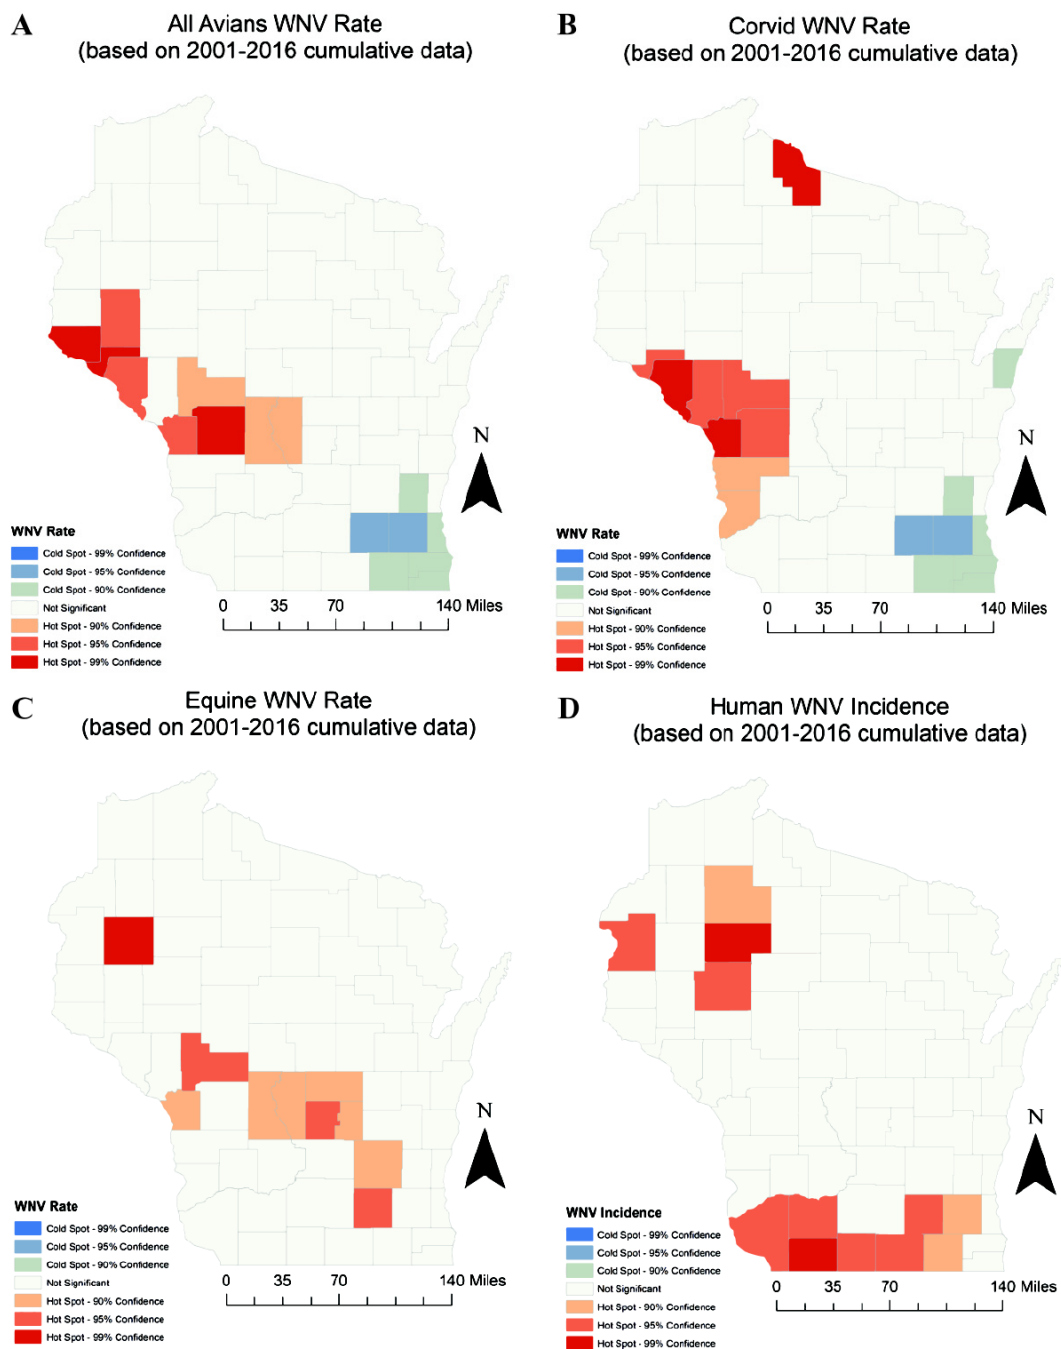 A
All Avians WNV Rate
(based on 2001-2016 cumulative data)
N
WNV Rate
Cold Spot - 99% Confidence
Cold Spot - 95% Confidence
Cold Spot - 90% Confidence
Not Significant
Hot Spot - 90% Confidence
Hot Spot - 95% Confidence
Hot Spot - 99% Confidence
0 35 70 140 Miles
B
Corvid WNV Rate
(based on 2001-2016 cumulative data)
N
WNV Rate
Cold Spot - 99% Confidence
Cold Spot - 95% Confidence
Cold Spot - 90% Confidence
Not Significant
Hot Spot - 90% Confidence
Hot Spot - 95% Confidence
Hot Spot - 99% Confidence
0 35 70 140 Miles
C
Equine WNV Rate
(based on 2001-2016 cumulative data)
N
WNV Rate
Cold Spot - 99% Confidence
Cold Spot - 95% Confidence
Cold Spot - 90% Confidence
Not Significant
Hot Spot - 90% Confidence
Hot Spot - 95% Confidence
Hot Spot - 99% Confidence
0 35 70 140 Miles
D
Human WNV Incidence
(based on 2001-2016 cumulative data)
N
WNV Incidence
Cold Spot - 99% Confidence
Cold Spot - 95% Confidence
Cold Spot - 90% Confidence
Not Significant
Hot Spot - 90% Confidence
Hot Spot - 95% Confidence
Hot Spot - 99% Confidence
0 35 70 140 Miles